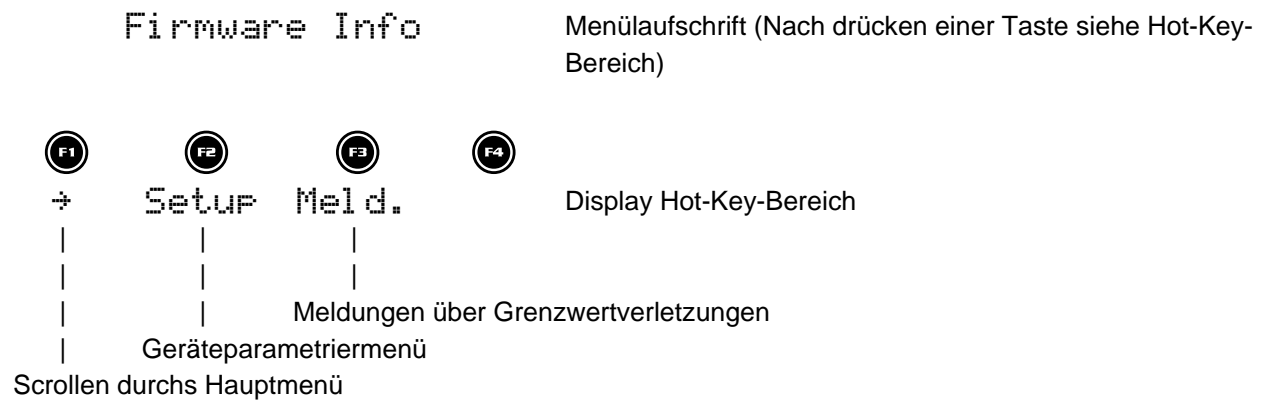 Firmware Info Menülaufschrift (Nach drücken einer Taste siehe Hot-Key-
Bereich)
F1 F2 F3 F4
→ Setup Meld. Display Hot-Key-Bereich
| | |
| | |
| | Meldungen über Grenzwertverletzungen
| Geräteparametriermenü
Scrollen durchs Hauptmenü